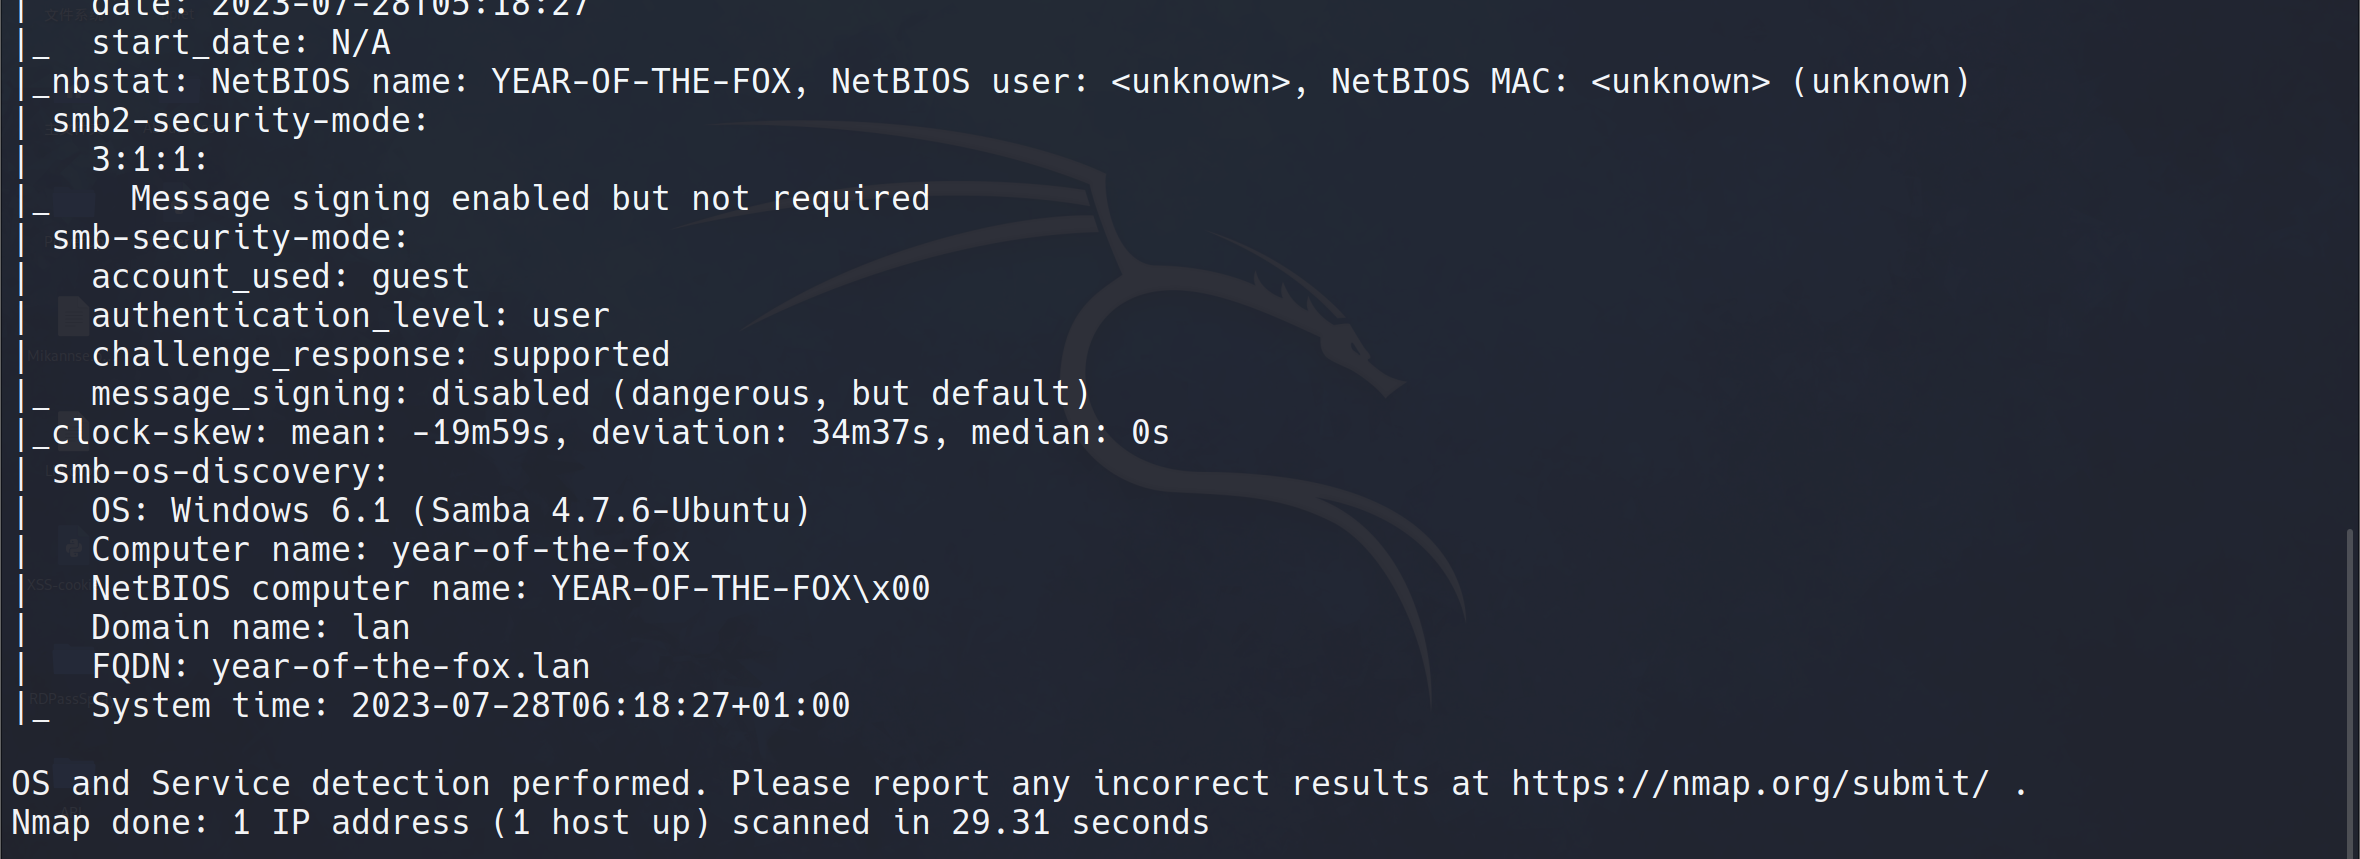 |   date: 2023-07-28T05:18:27
|_  start_date: N/A
|_nbstat: NetBIOS name: YEAR-OF-THE-FOX, NetBIOS user: <unknown>, NetBIOS MAC: <unknown> (unknown)
| smb2-security-mode:
|   3:1:1:
|_    Message signing enabled but not required
| smb-security-mode:
|   account_used: guest
|   authentication_level: user
|   challenge_response: supported
|_  message_signing: disabled (dangerous, but default)
|_clock-skew: mean: -19m59s, deviation: 34m37s, median: 0s
| smb-os-discovery:
|   OS: Windows 6.1 (Samba 4.7.6-Ubuntu)
|   Computer name: year-of-the-fox
|   NetBIOS computer name: YEAR-OF-THE-FOX\x00
|   Domain name: lan
|   FQDN: year-of-the-fox.lan
|_  System time: 2023-07-28T06:18:27+01:00
OS and Service detection performed. Please report any incorrect results at https://nmap.org/submit/ .
Nmap done: 1 IP address (1 host up) scanned in 29.31 seconds